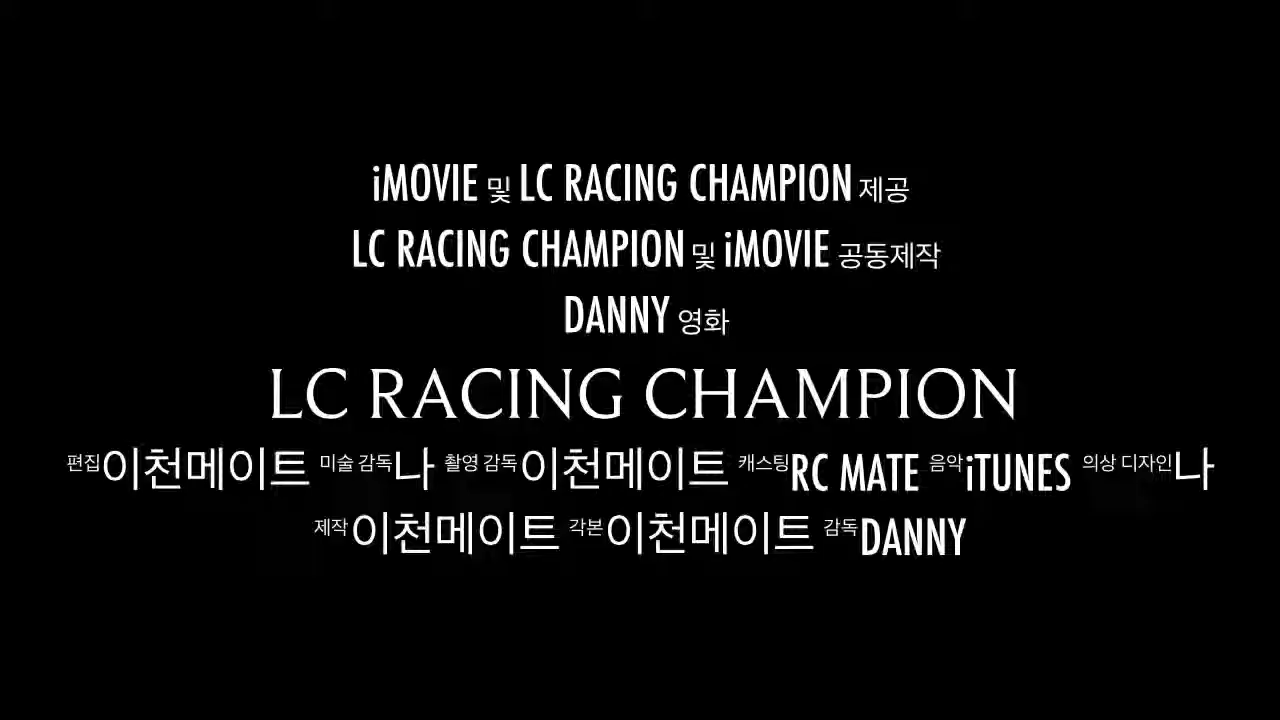 iMOVIE 및 LC RACING CHAMPION 제공
LC RACING CHAMPION 및 iMOVIE 공동제작
DANNY 영화
LC RACING CHAMPION
편집이천메이트 미술 감독나 촬영 감독이천메이트 캐스팅RC MATE 음악iTUNES 의상 디자인나
제작이천메이트 각본이천메이트 감독DANNY